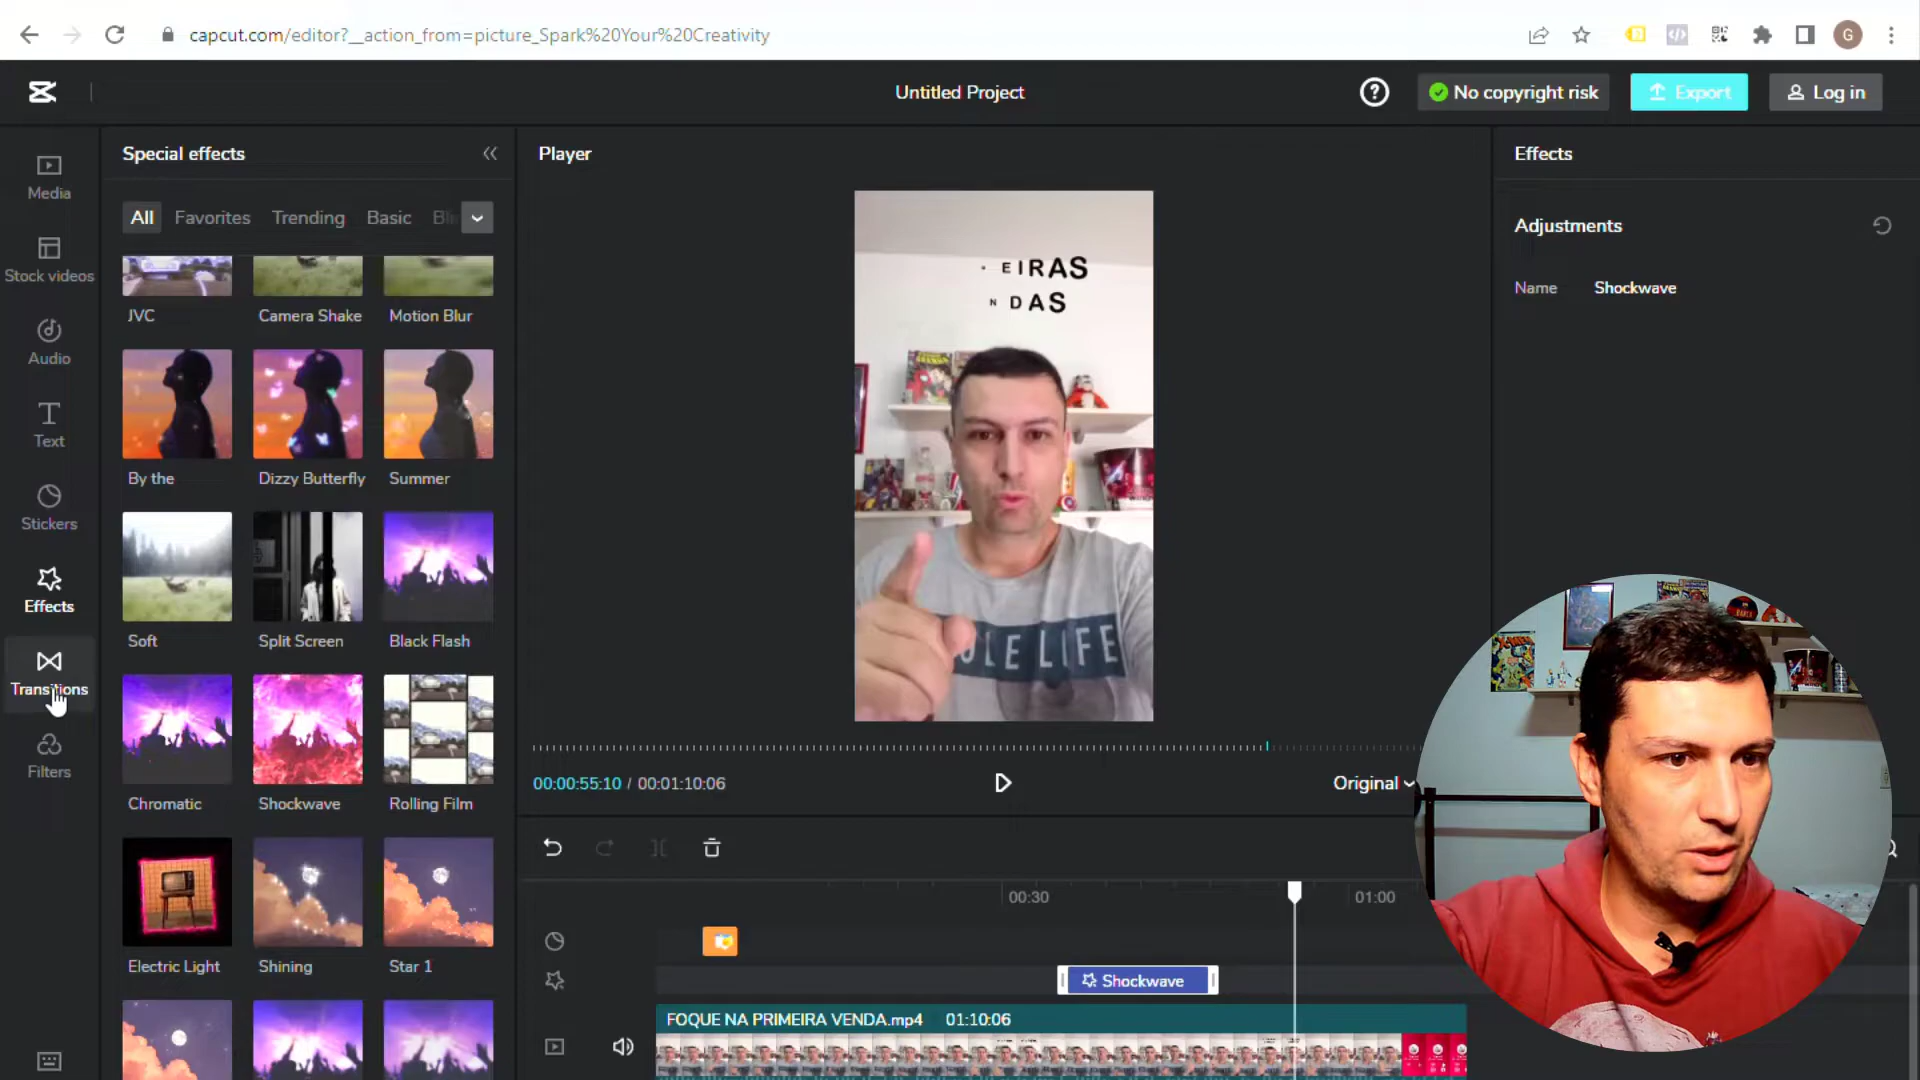 capcut.com/editor?__action_from=picture_Spark%20Your%20Creativity
G
Untitled Project
No copyright risk
Export
Log in
Media
Stock videos
Audio
Text
Stickers
Effects
Transitions
Filters
Special effects
All Favorites Trending Basic
JVC Camera Shake Motion Blur
By the Dizzy Butterfly Summer
Soft Split Screen Black Flash
Chromatic Shockwave Rolling Film
Electric Light Shining Star 1
Player
EIRAS
N DAS
OLE LIFE
00:00:55:10 / 00:01:10:06
Original
Effects
Adjustments
Name Shockwave
00:30 01:00
Shockwave
FOQUE NA PRIMEIRA VENDA.mp4 01:10:06
X-MEN